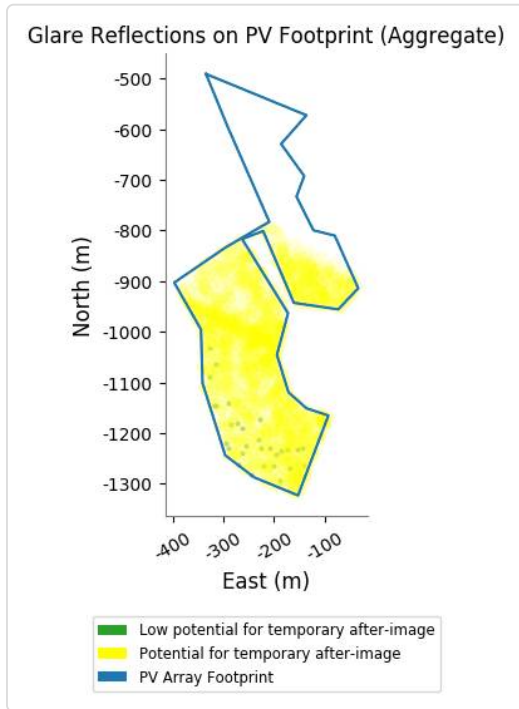 Glare Reflections on PV Footprint (Aggregate)
-500
-600
-700
-800
-900
-1000
-1100
-1200
-1300
North (m)
-400
-300
-200
-100
East (m)
Low potential for temporary after-image
Potential for temporary after-image
PV Array Footprint